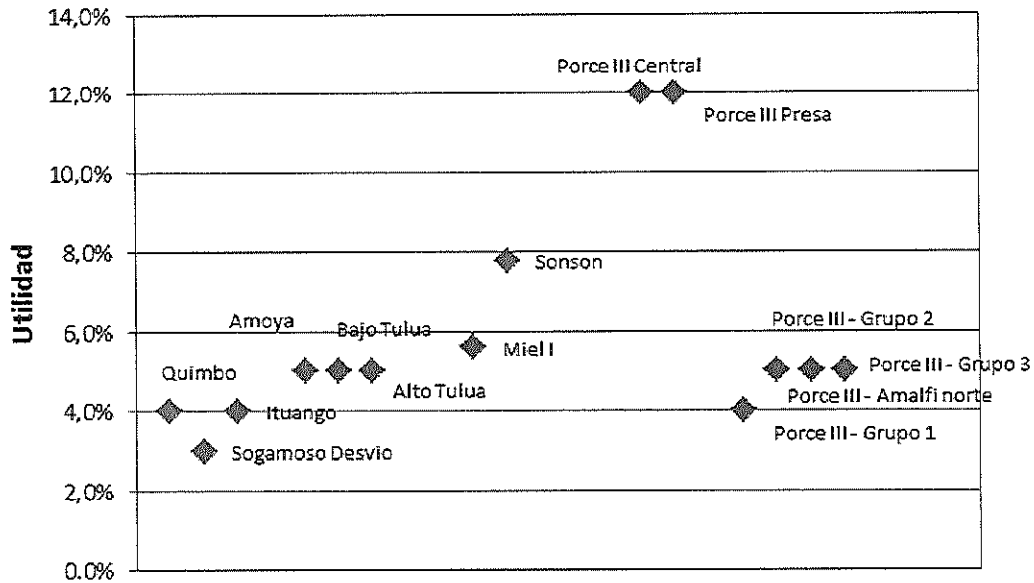 14,0%
Porce III Central
12,0%
Porce III Presa
10,0%
8,0%
Sonson
Utilidad
Amoya
Bajo Tulua
6,0%
Porce III - Grupo 2
Miel I
Quimbo
Alto Tulua
Porce III - Grupo 3
Porce III - Amalfi norte
4,0%
Ituango
Porce III - Grupo 1
Sogamoso Desvio
2,0%
0.0%